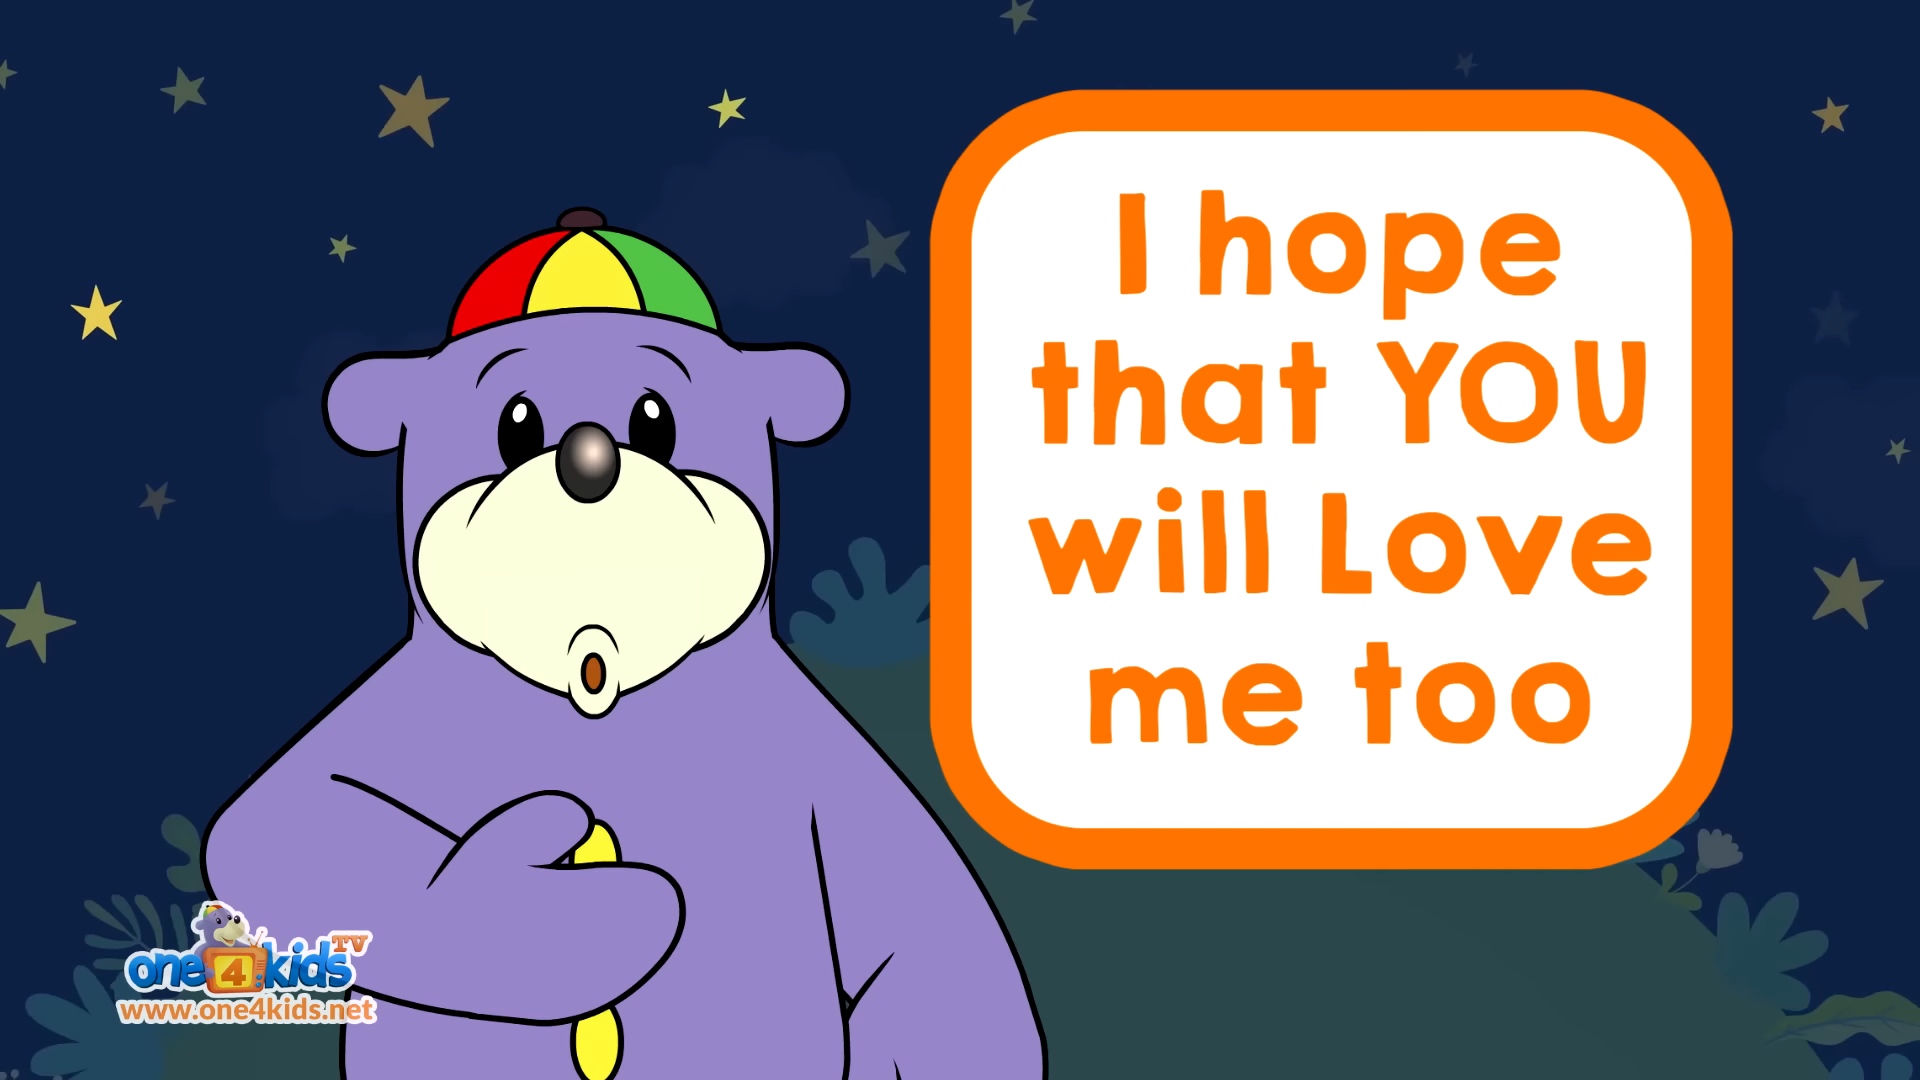 I hope
that YOU
will Love
me too
one4kids TV
www.one4kids.net